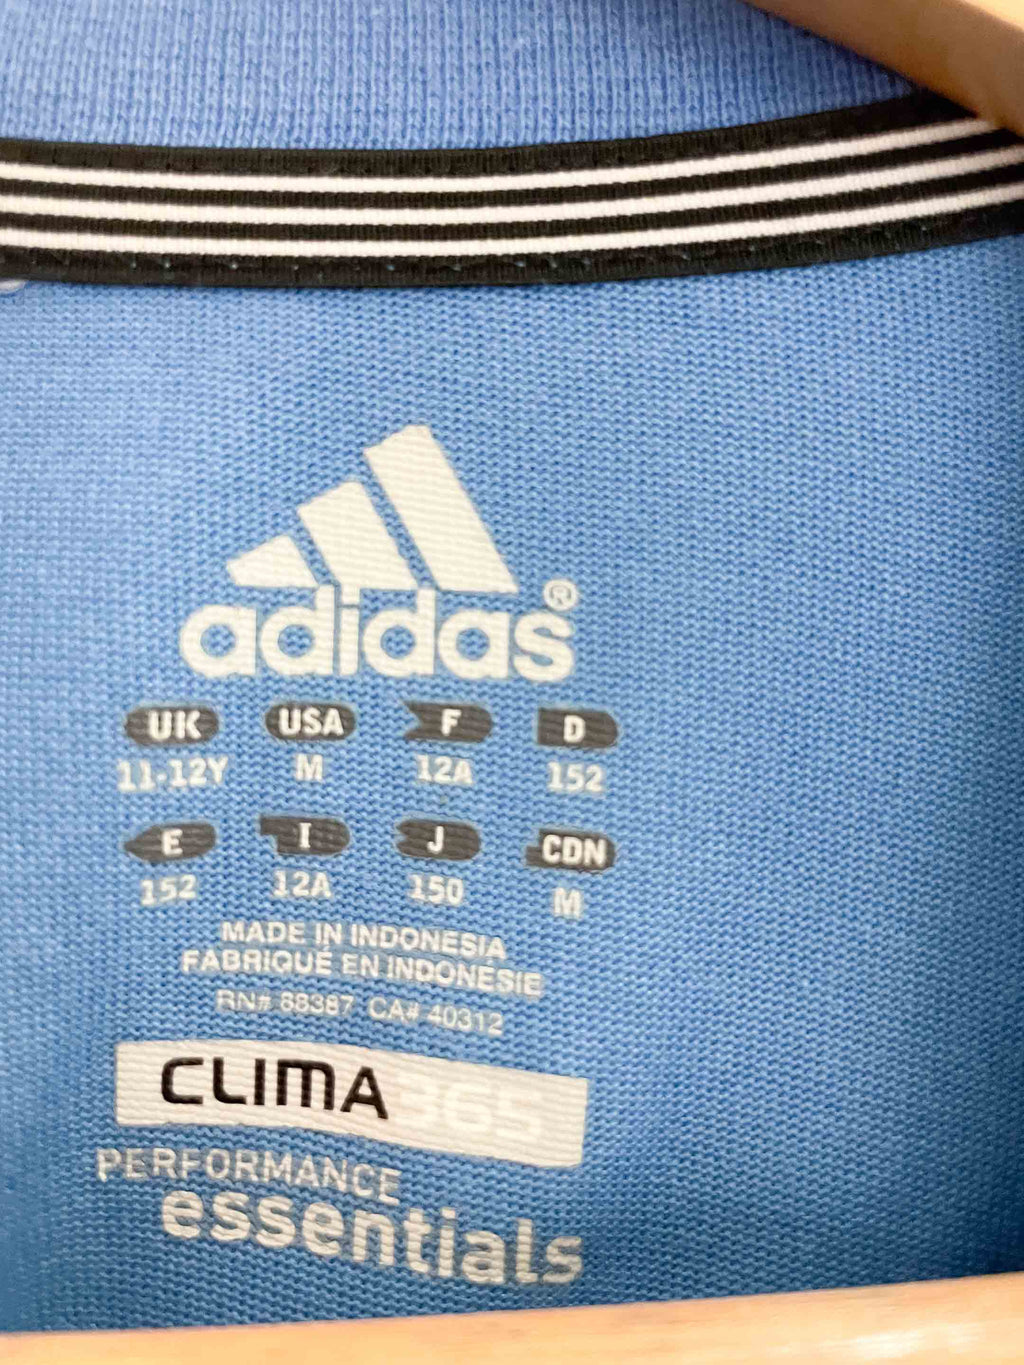 adidas®
UK USA F D
11-12Y M 12A 152
E I J CDN
152 12A 150 M
MADE IN INDONESIA
FABRIQUÉ EN INDONÉSIE
RN# 88387 CA# 40312
CLIMA365
PERFORMANCE
essentials